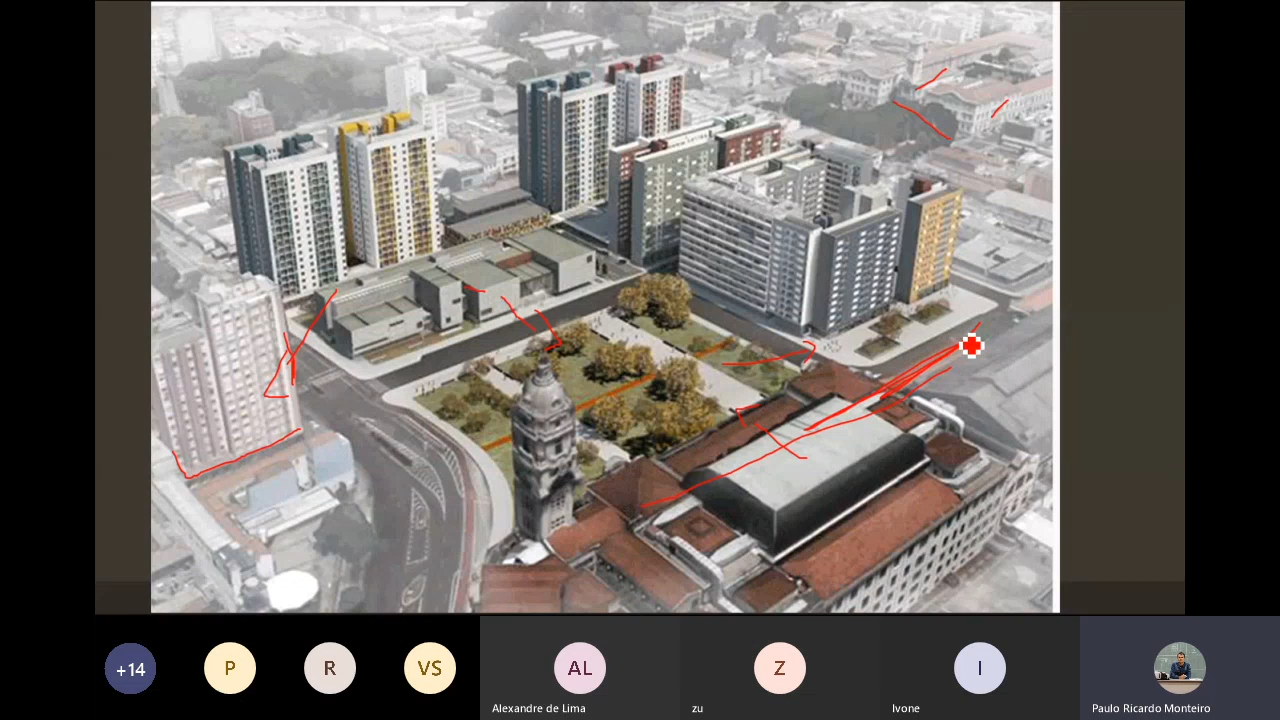 +14
P
R
VS
AL
Z
I
Alexandre de Lima
zu
Ivone
Paulo Ricardo Monteiro